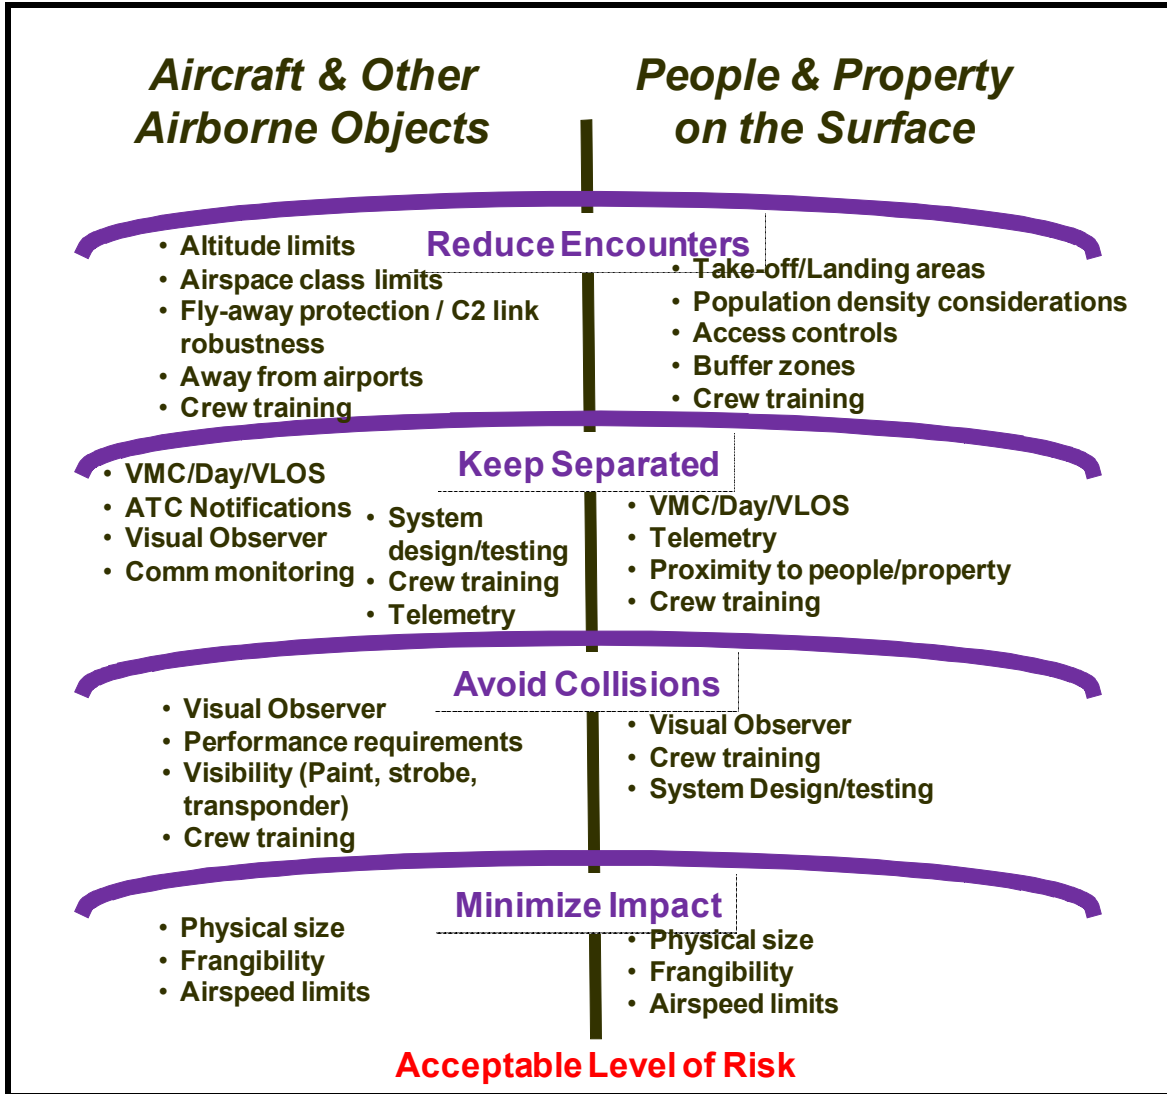 Aircraft & Other
Airborne Objects
People & Property
on the Surface
Reduce Encounters
• Altitude limits
• Airspace class limits
• Fly-away protection / C2 link
robustness
• Away from airports
• Crew training
• Take-off/Landing areas
• Population density considerations
• Access controls
• Buffer zones
• Crew training
Keep Separated
• VMC/Day/VLOS
• ATC Notifications
• Visual Observer
• Comm monitoring
• System
design/testing
• Crew training
• Telemetry
• VMC/Day/VLOS
• Telemetry
• Proximity to people/property
• Crew training
Avoid Collisions
• Visual Observer
• Performance requirements
• Visibility (Paint, strobe,
transponder)
• Crew training
• Visual Observer
• Crew training
• System Design/testing
Minimize Impact
• Physical size
• Frangibility
• Airspeed limits
• Physical size
• Frangibility
• Airspeed limits
Acceptable Level of Risk